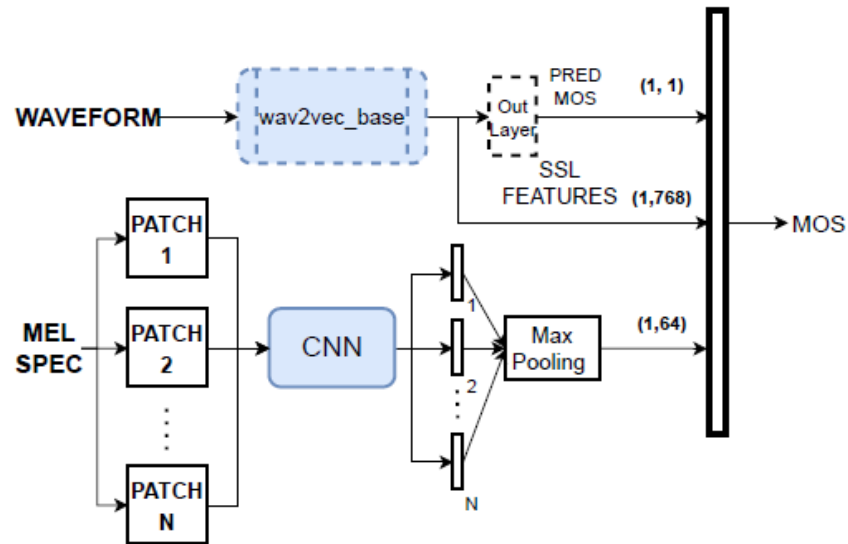 WAVEFORM
wav2vec_base
Out
Layer
PRED
MOS
(1, 1)
SSL
FEATURES
(1,768)
MOS
MEL
SPEC
PATCH
1
PATCH
2
PATCH
N
CNN
1
2
N
Max
Pooling
(1,64)